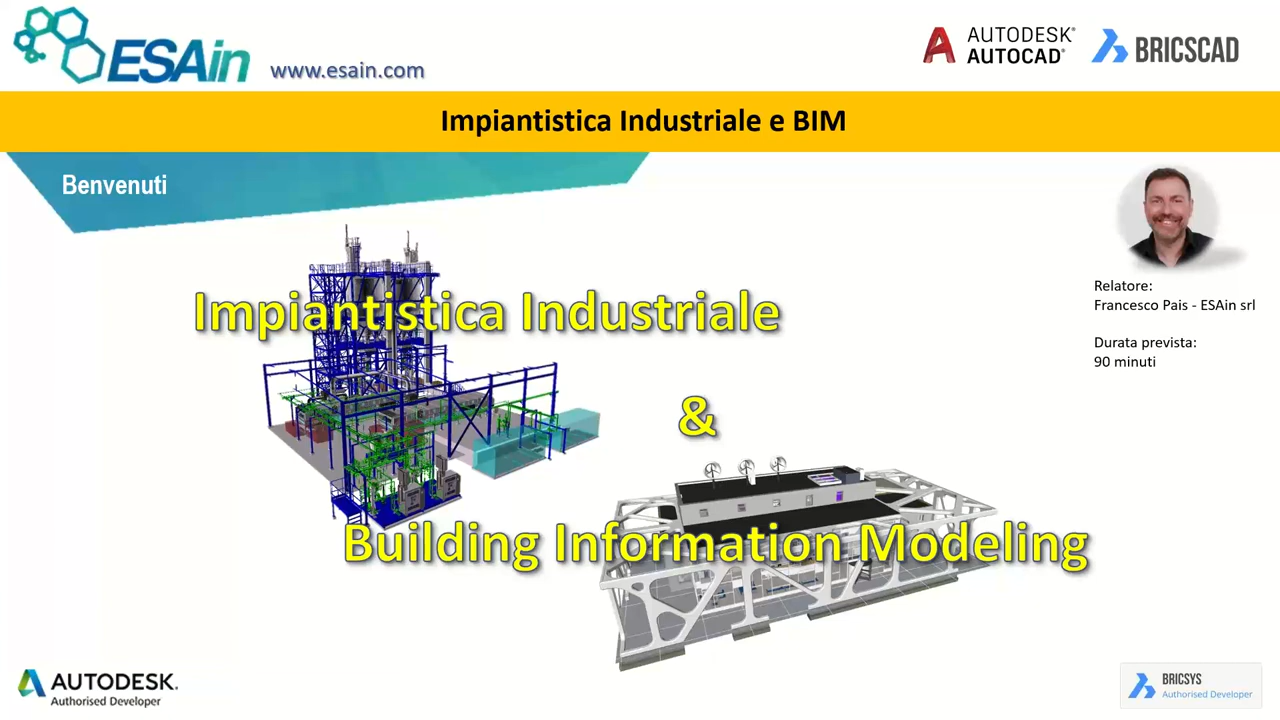 ESAin
www.esain.com
AUTODESK®
AUTOCAD®
BRICSCAD
Impiantistica Industriale e BIM
Benvenuti
Impiantistica Industriale
&
Building Information Modeling
Relatore:
Francesco Pais - ESAin srl
Durata prevista:
90 minuti
AUTODESK.
Authorised Developer
BRICSYS
Authorised Developer